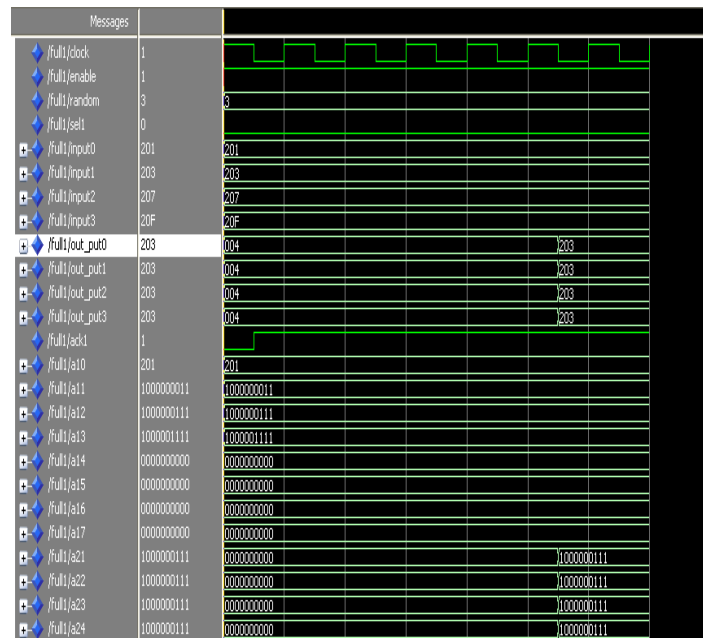 Messages
/full1/clock 1
/full1/enable 1
/full1/random 3 3
/full1/sel1 0
/full1/input0 201 201
/full1/input1 203 203
/full1/input2 207 207
/full1/input3 20F 20F
/full1/out_put0 203 004 203
/full1/out_put1 203 004 203
/full1/out_put2 203 004 203
/full1/out_put3 203 004 203
/full1/ack1 1
/full1/a10 201 201
/full1/a11 1000000011 1000000011
/full1/a12 1000000111 1000000111
/full1/a13 1000001111 1000001111
/full1/a14 0000000000 0000000000
/full1/a15 0000000000 0000000000
/full1/a16 0000000000 0000000000
/full1/a17 0000000000 0000000000
/full1/a21 1000000111 0000000000 1000000111
/full1/a22 1000000111 0000000000 1000000111
/full1/a23 1000000111 0000000000 1000000111
/full1/a24 1000000111 0000000000 1000000111